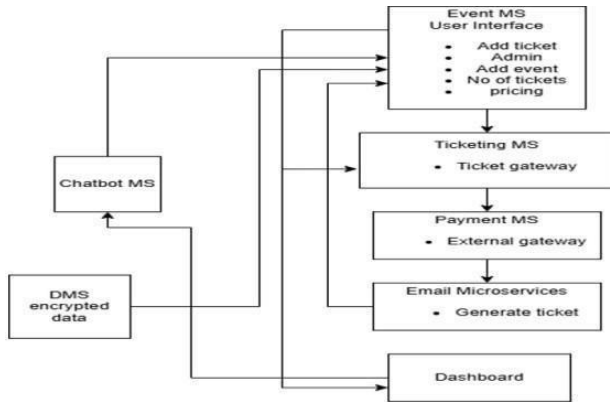 Event MS
User Interface
• Add ticket
• Admin
• Add event
• No of tickets
• pricing
Ticketing MS
• Ticket gateway
Chatbot MS
Payment MS
• External gateway
DMS
encrypted
data
Email Microservices
• Generate ticket
Dashboard